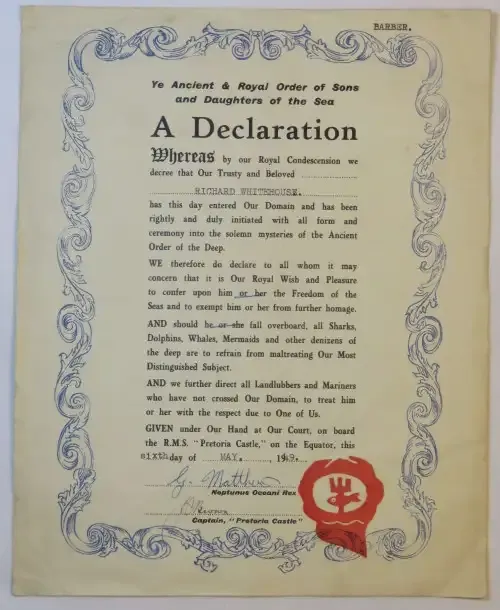 BARBER.
Ye Ancient & Royal Order of Sons
and Daughters of the Sea
A Declaration
Whereas by our Royal Condescension we
decree that Our Trusty and Beloved
RICHARD WHITEHOUSE.
has this day entered Our Domain and has been
rightly and duly initiated with all form and
ceremony into the solemn mysteries of the Ancient
Order of the Deep.
WE therefore do declare to all whom it may
concern that it is Our Royal Wish and Pleasure
to confer upon him or her the Freedom of the
Seas and to exempt him or her from further homage.
AND should he or she fall overboard, all Sharks,
Dolphins, Whales, Mermaids and other denizens of
the deep are to refrain from maltreating Our Most
Distinguished Subject.
AND we further direct all Landlubbers and Mariners
who have not crossed Our Domain, to treat him
or her with the respect due to One of Us.
GIVEN under Our Hand at Our Court, on board
the R.M.S. "Pretoria Castle," on the Equator, this
sixth day of MAY. , 1949.
Matthew
Neptunus Oceani Rex
Captain, "Pretoria Castle"